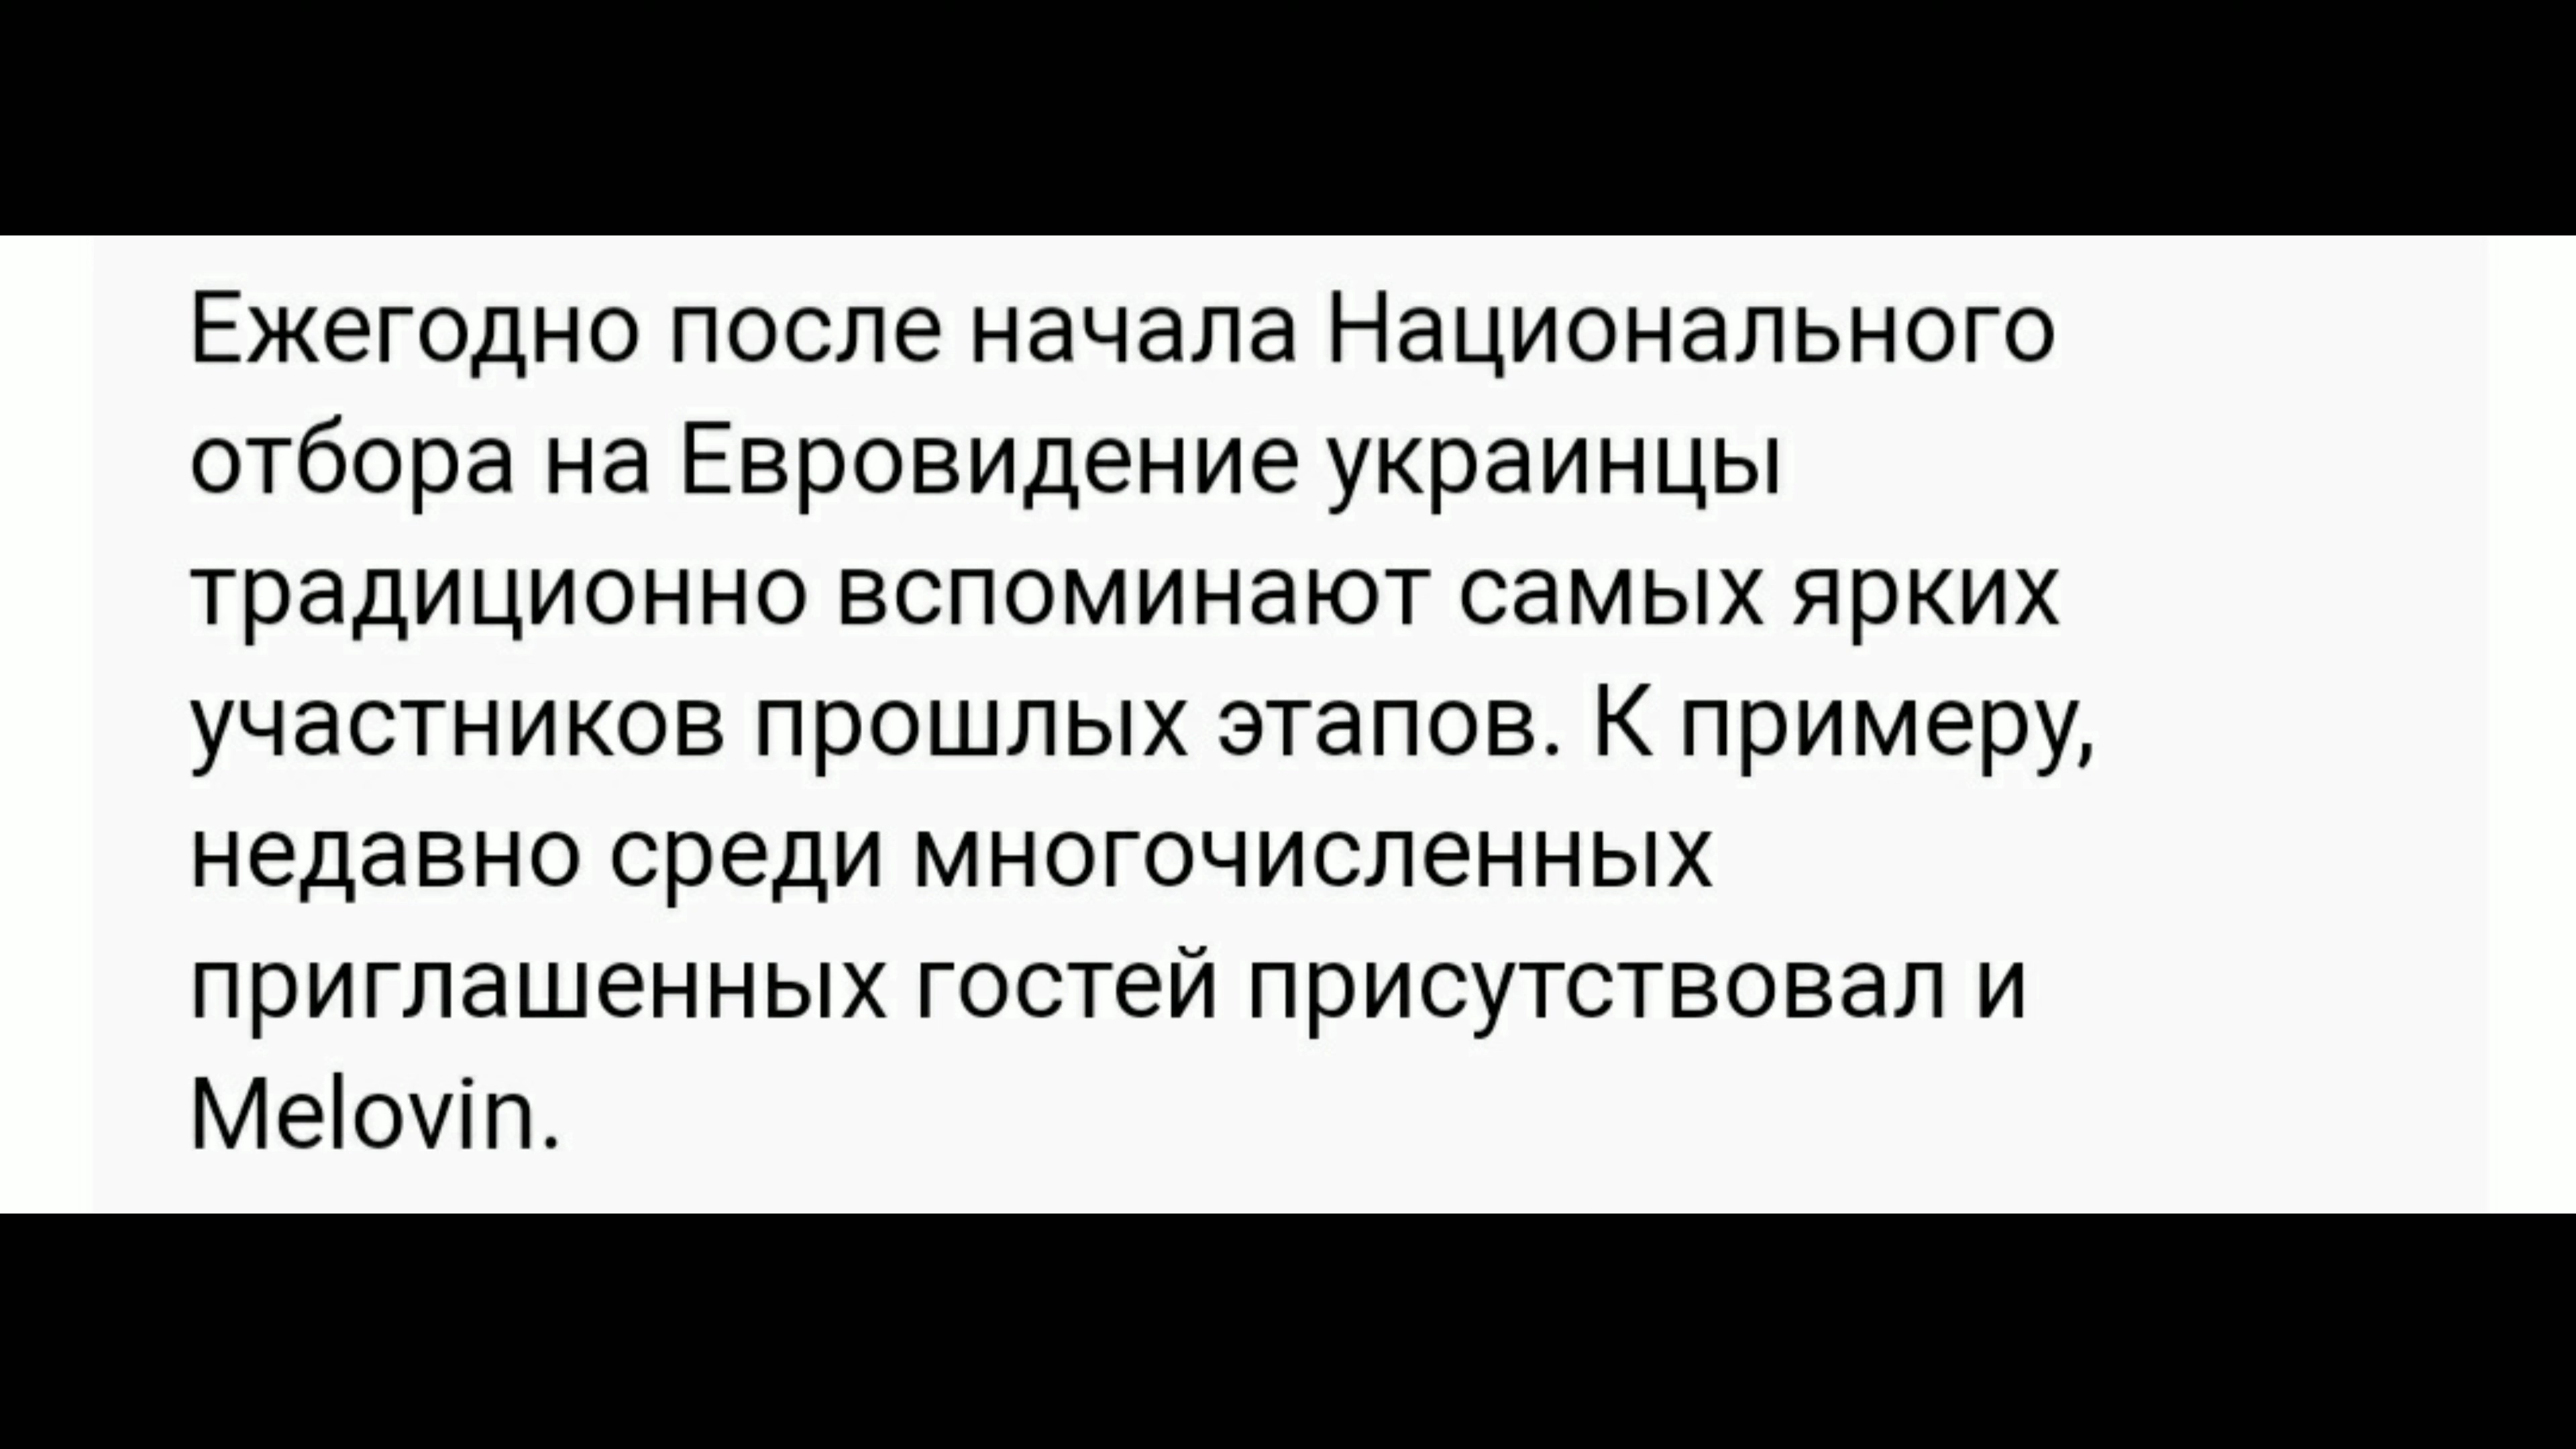 Ежегодно после начала Национального
отбора на Евровидение украинцы
традиционно вспоминают самых ярких
участников прошлых этапов. К примеру,
недавно среди многочисленных
приглашенных гостей присутствовал и
Melovin.